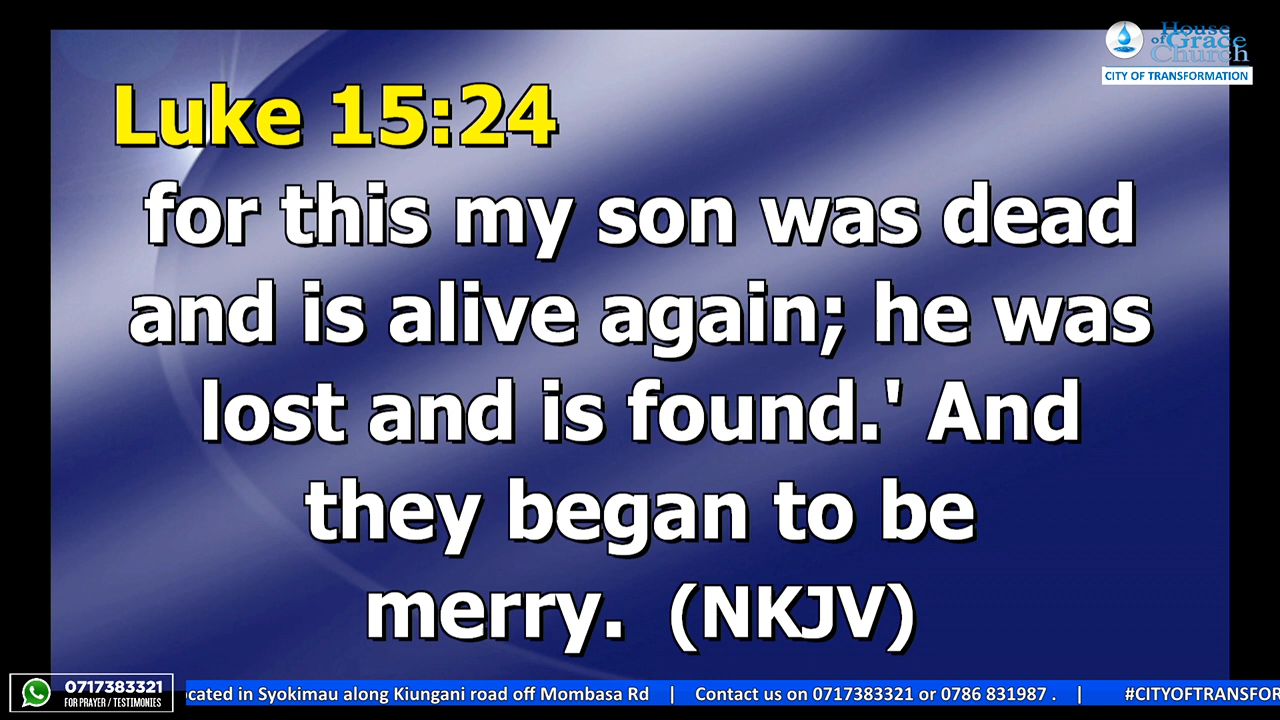 House
of Grace
Church
CITY OF TRANSFORMATION
Luke 15:24
for this my son was dead
and is alive again; he was
lost and is found.' And
they began to be
merry. (NKJV)
0717383321
FOR PRAYER / TESTIMONIES
cated in Syokimau along Kiungani road off Mombasa Rd | Contact us on 0717383321 or 0786 831987 . | #CITYOFTRANSFOR